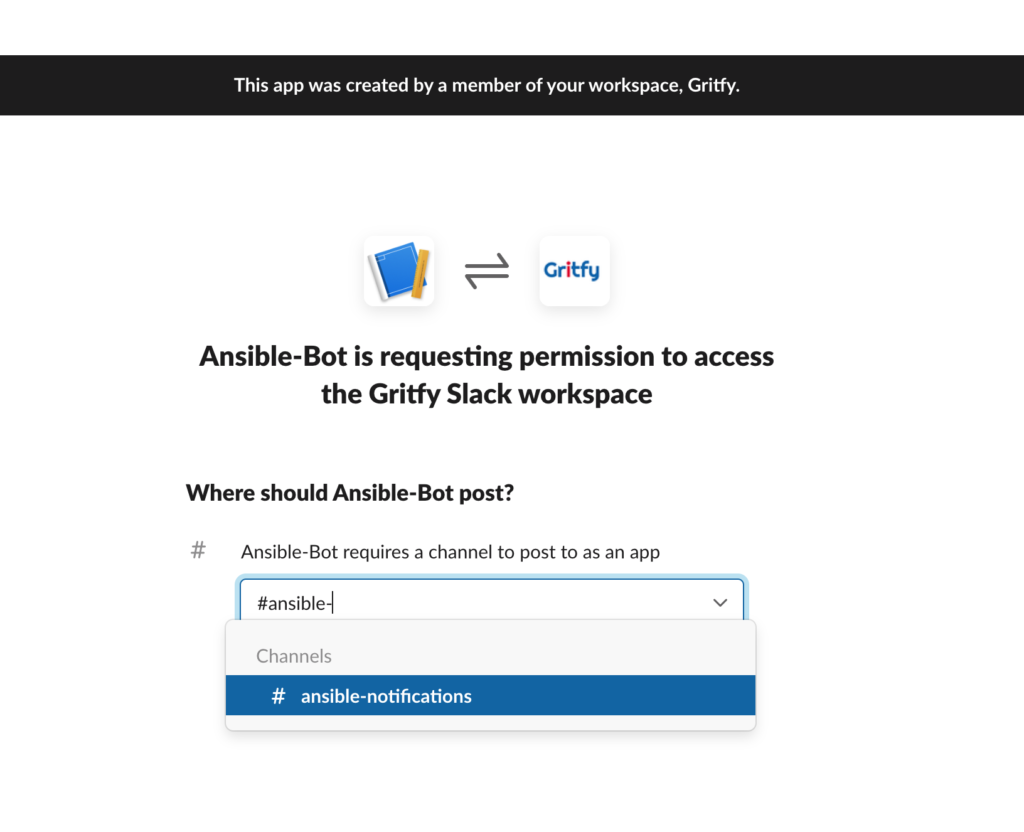 This app was created by a member of your workspace, Gritfy.
Gritfy
Ansible-Bot is requesting permission to access
the Gritfy Slack workspace
Where should Ansible-Bot post?
# Ansible-Bot requires a channel to post to as an app
#ansible-
Channels
# ansible-notifications